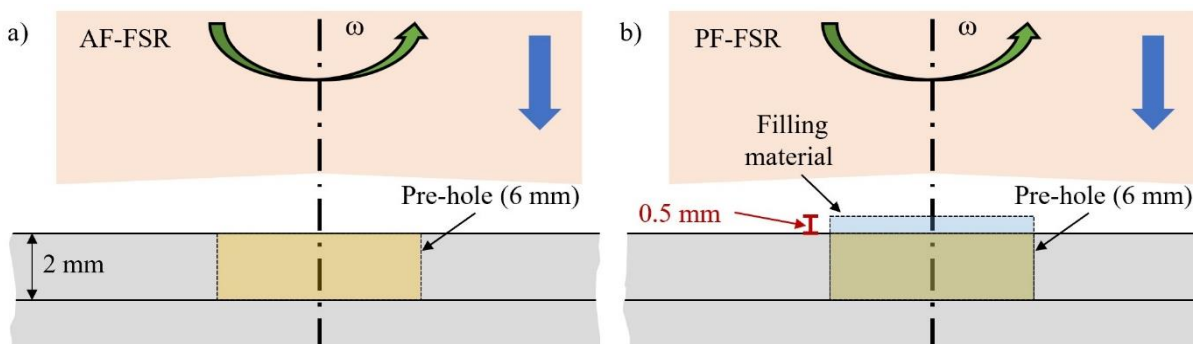 a)
AF-FSR
ω
Pre-hole (6 mm)
2 mm
b)
PF-FSR
ω
Filling
material
0.5 mm
Pre-hole (6 mm)